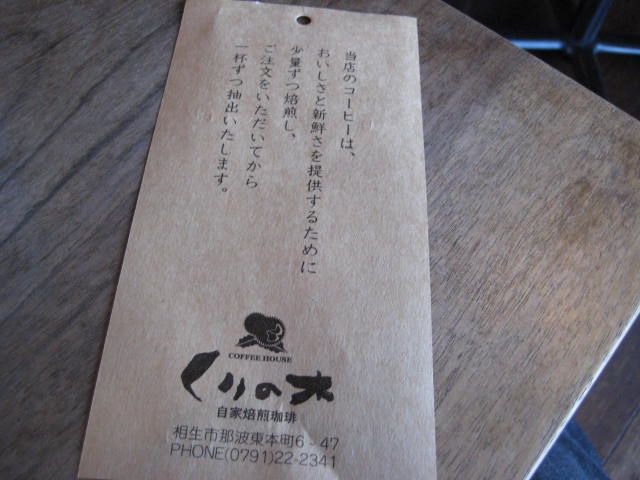 当店のコーヒーは、
おいしさと新鮮さを提供するために
少量ずつ焙煎し、
ご注文をいただいてから
一杯ずつ抽出いたします。
COFFEE HOUSE
くりの木
自家焙煎珈琲
相生市那波東本町6-47
PHONE(0791)22-2341